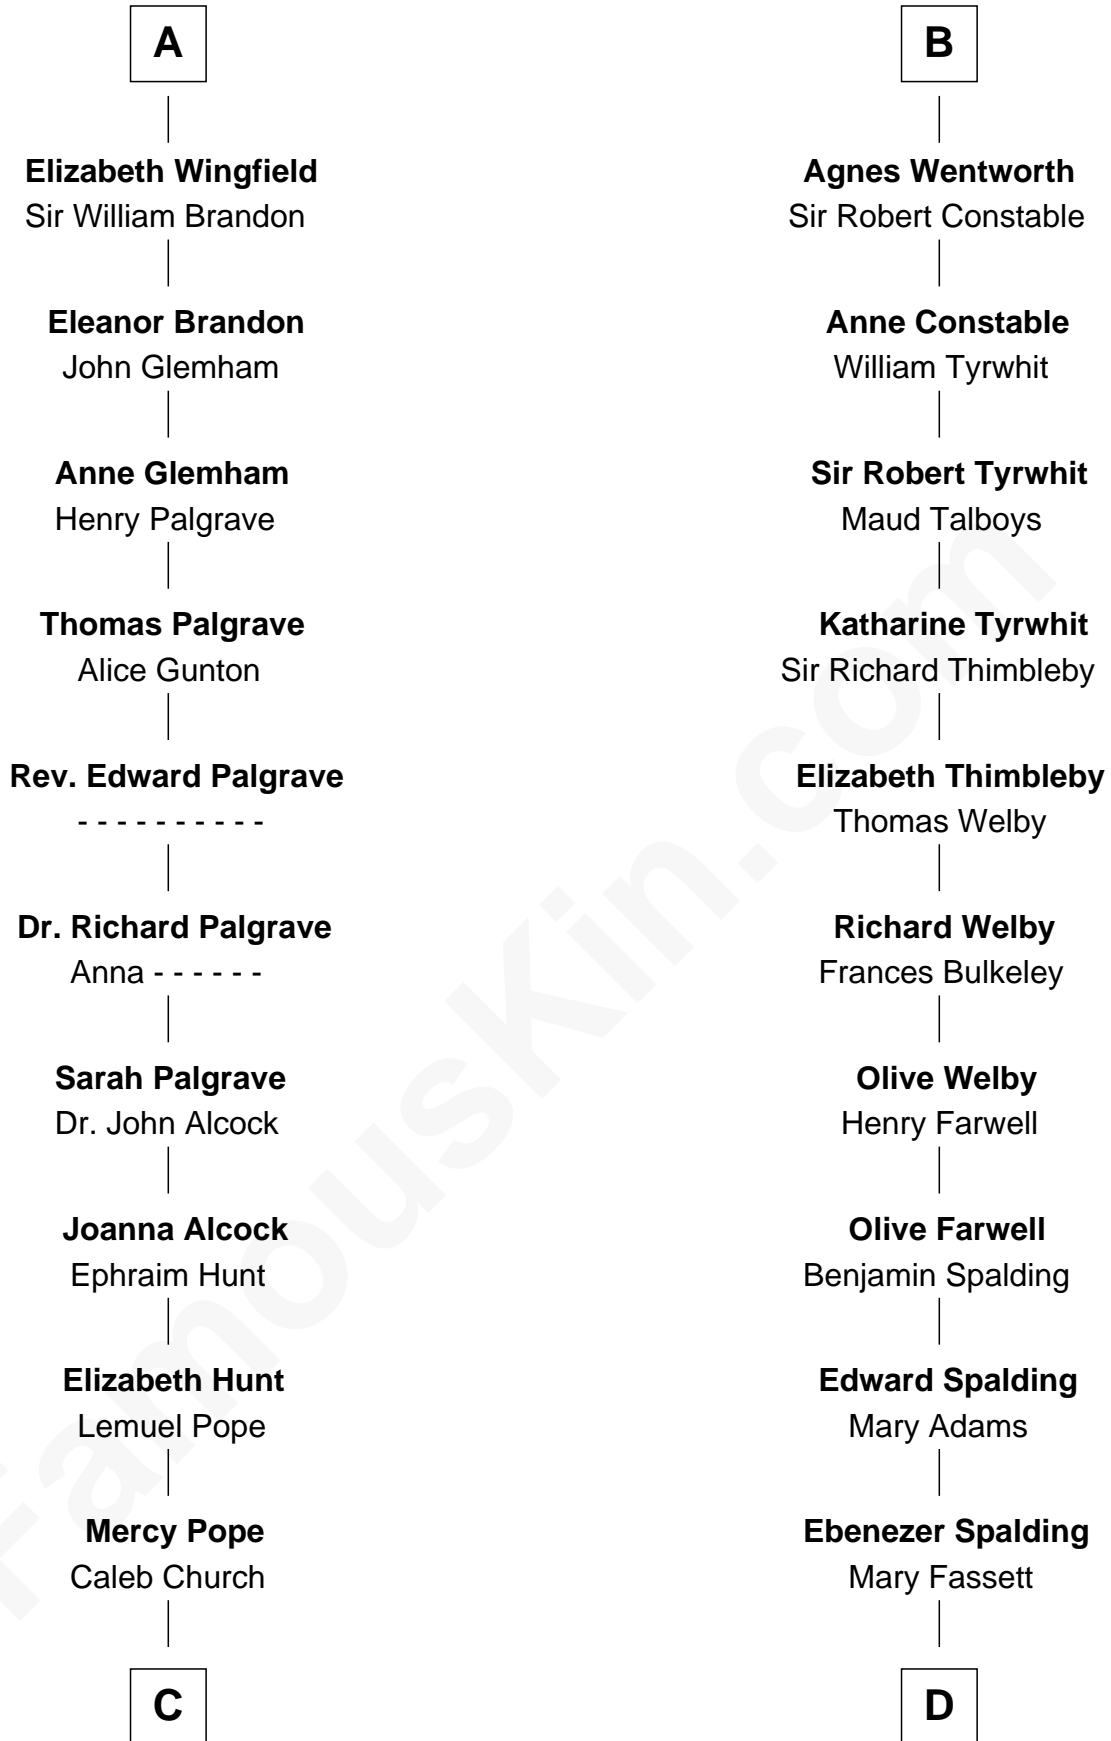 A
Elizabeth Wingfield
Sir William Brandon
Eleanor Brandon
John Glemham
Anne Glemham
Henry Palgrave
Thomas Palgrave
Alice Gunton
Rev. Edward Palgrave
- - - - - - - - - -
Dr. Richard Palgrave
Anna - - - - - -
Sarah Palgrave
Dr. John Alcock
Joanna Alcock
Ephraim Hunt
Elizabeth Hunt
Lemuel Pope
Mercy Pope
Caleb Church
C
B
Agnes Wentworth
Sir Robert Constable
Anne Constable
William Tyrwhit
Sir Robert Tyrwhit
Maud Talboys
Katharine Tyrwhit
Sir Richard Thimbleby
Elizabeth Thimbleby
Thomas Welby
Richard Welby
Frances Bulkeley
Olive Welby
Henry Farwell
Olive Farwell
Benjamin Spalding
Edward Spalding
Mary Adams
Ebenezer Spalding
Mary Fassett
D
FamousKin.com